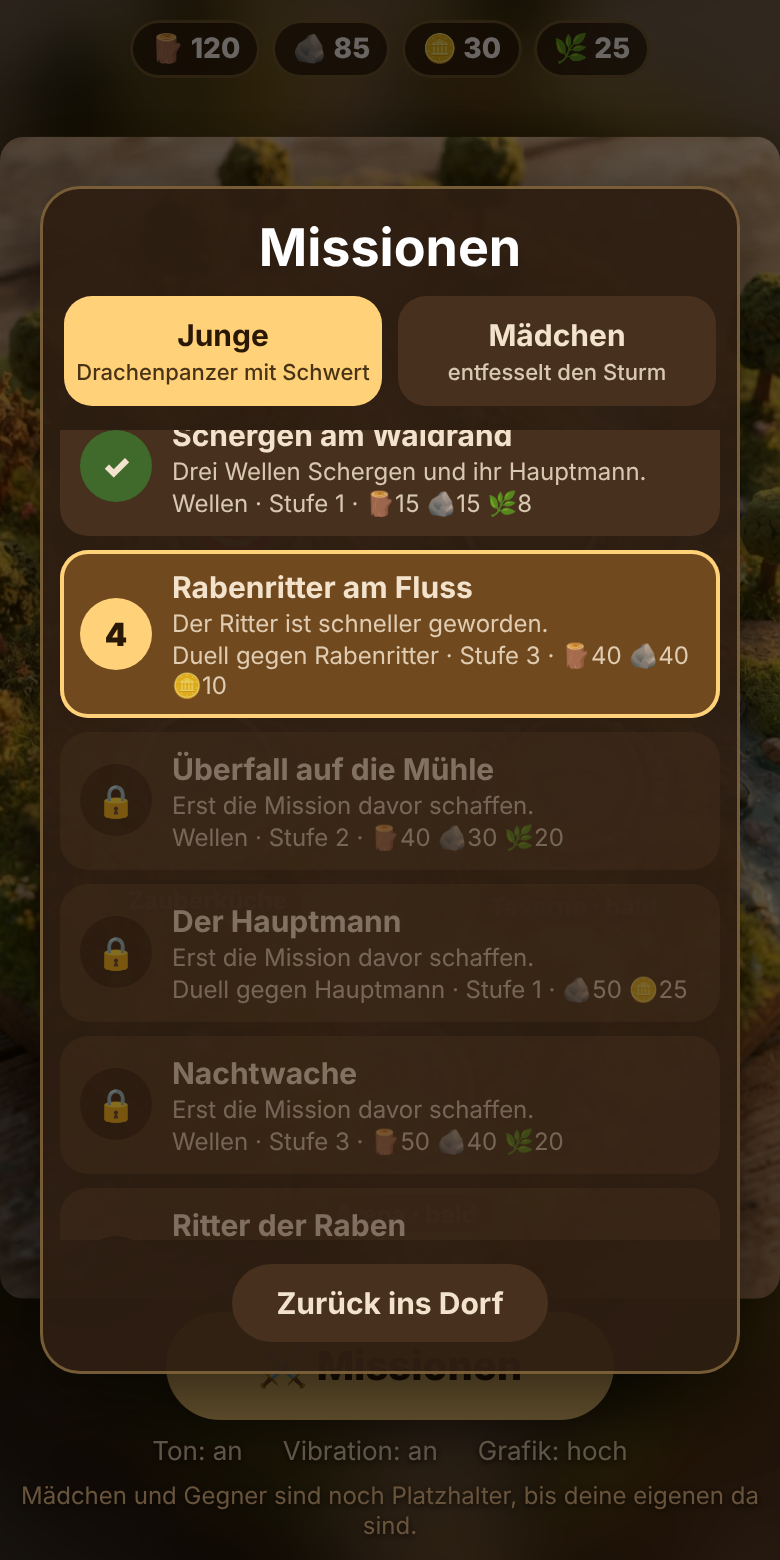 120 85 30 25
Missionen
Junge
Drachenpanzer mit Schwert
Mädchen
entfesselt den Sturm
Schergen am Waldrand
Drei Wellen Schergen und ihr Hauptmann.
Wellen · Stufe 1 · 15 15 8
4
Rabenritter am Fluss
Der Ritter ist schneller geworden.
Duell gegen Rabenritter · Stufe 3 · 40 40
10
Überfall auf die Mühle
Erst die Mission davor schaffen.
Wellen · Stufe 2 · 40 30 20
Der Hauptmann
Erst die Mission davor schaffen.
Duell gegen Hauptmann · Stufe 1 · 50 25
Nachtwache
Erst die Mission davor schaffen.
Wellen · Stufe 3 · 50 40 20
Ritter der Raben
Zurück ins Dorf
Missionen
Ton: an Vibration: an Grafik: hoch
Mädchen und Gegner sind noch Platzhalter, bis deine eigenen da
sind.